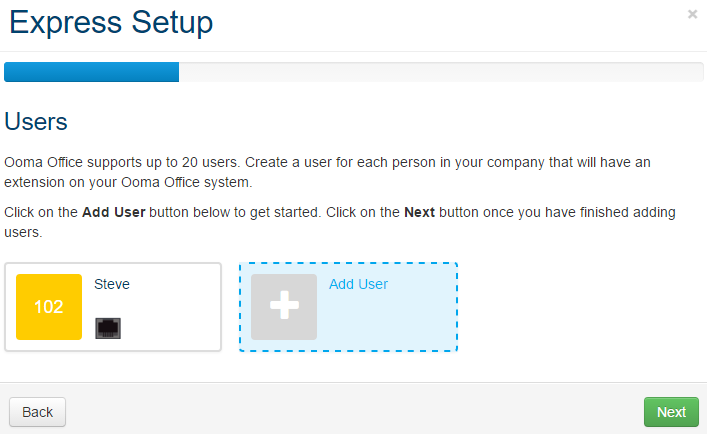 Express Setup
×
Users
Ooma Office supports up to 20 users. Create a user for each person in your company that will have an
extension on your Ooma Office system.
Click on the Add User button below to get started. Click on the Next button once you have finished adding
users.
102
Steve
Add User
Back
Next